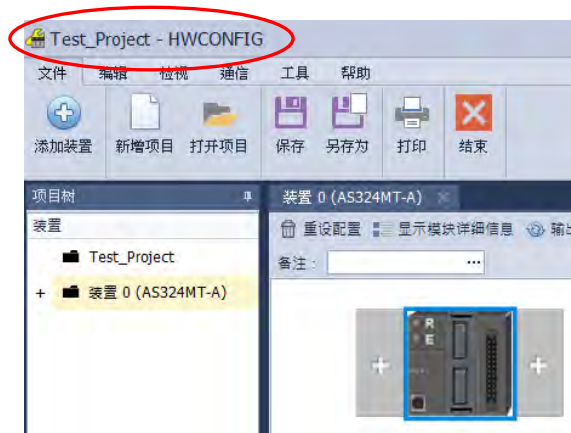 Test_Project - HWCONFIG
文件 编辑 检视 通信 工具 帮助
添加装置 新增项目 打开项目 保存 另存为 打印 结束
项目树 装置 0 (AS324MT-A)
装置 重设配置 显示模块详细信息 输出
Test_Project 备注： ...
+ 装置 0 (AS324MT-A)
R
E